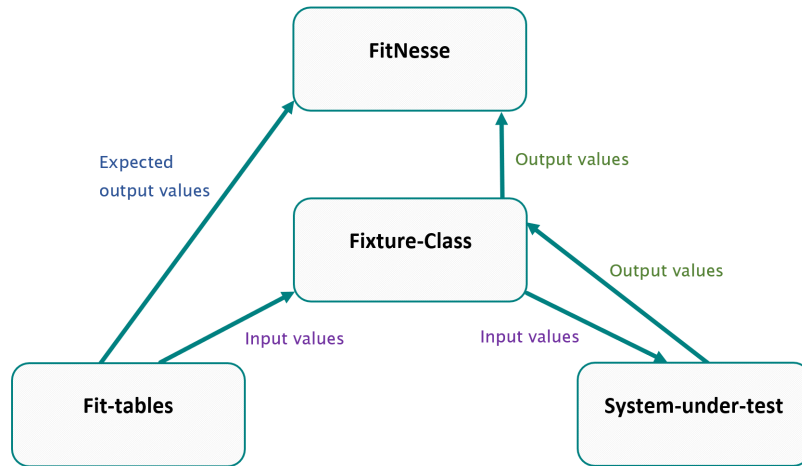 FitNesse
Expected
output values
Output values
Fixture-Class
Output values
Input values
Input values
Fit-tables
System-under-test